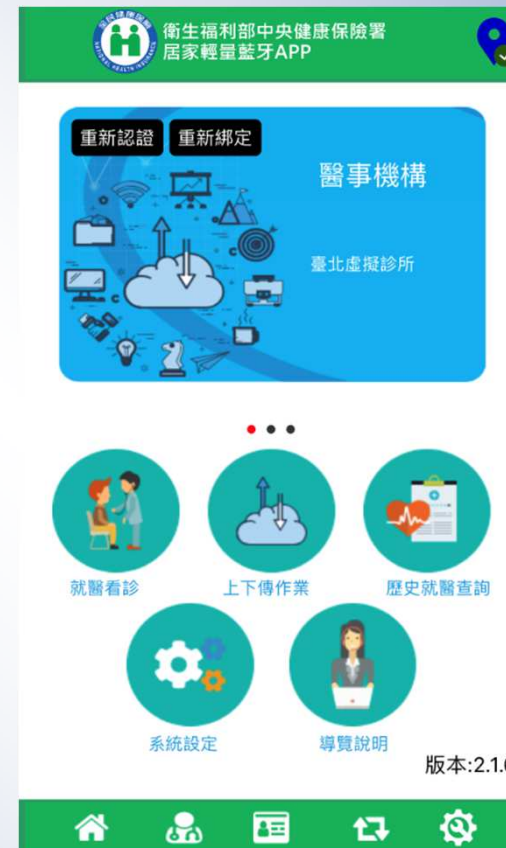 衛生福利部中央健康保險署
居家輕量藍牙APP
重新認證 重新綁定
醫事機構
臺北虛擬診所
就醫看診 上下傳作業 歷史就醫查詢
系統設定 導覽說明
版本:2.1.